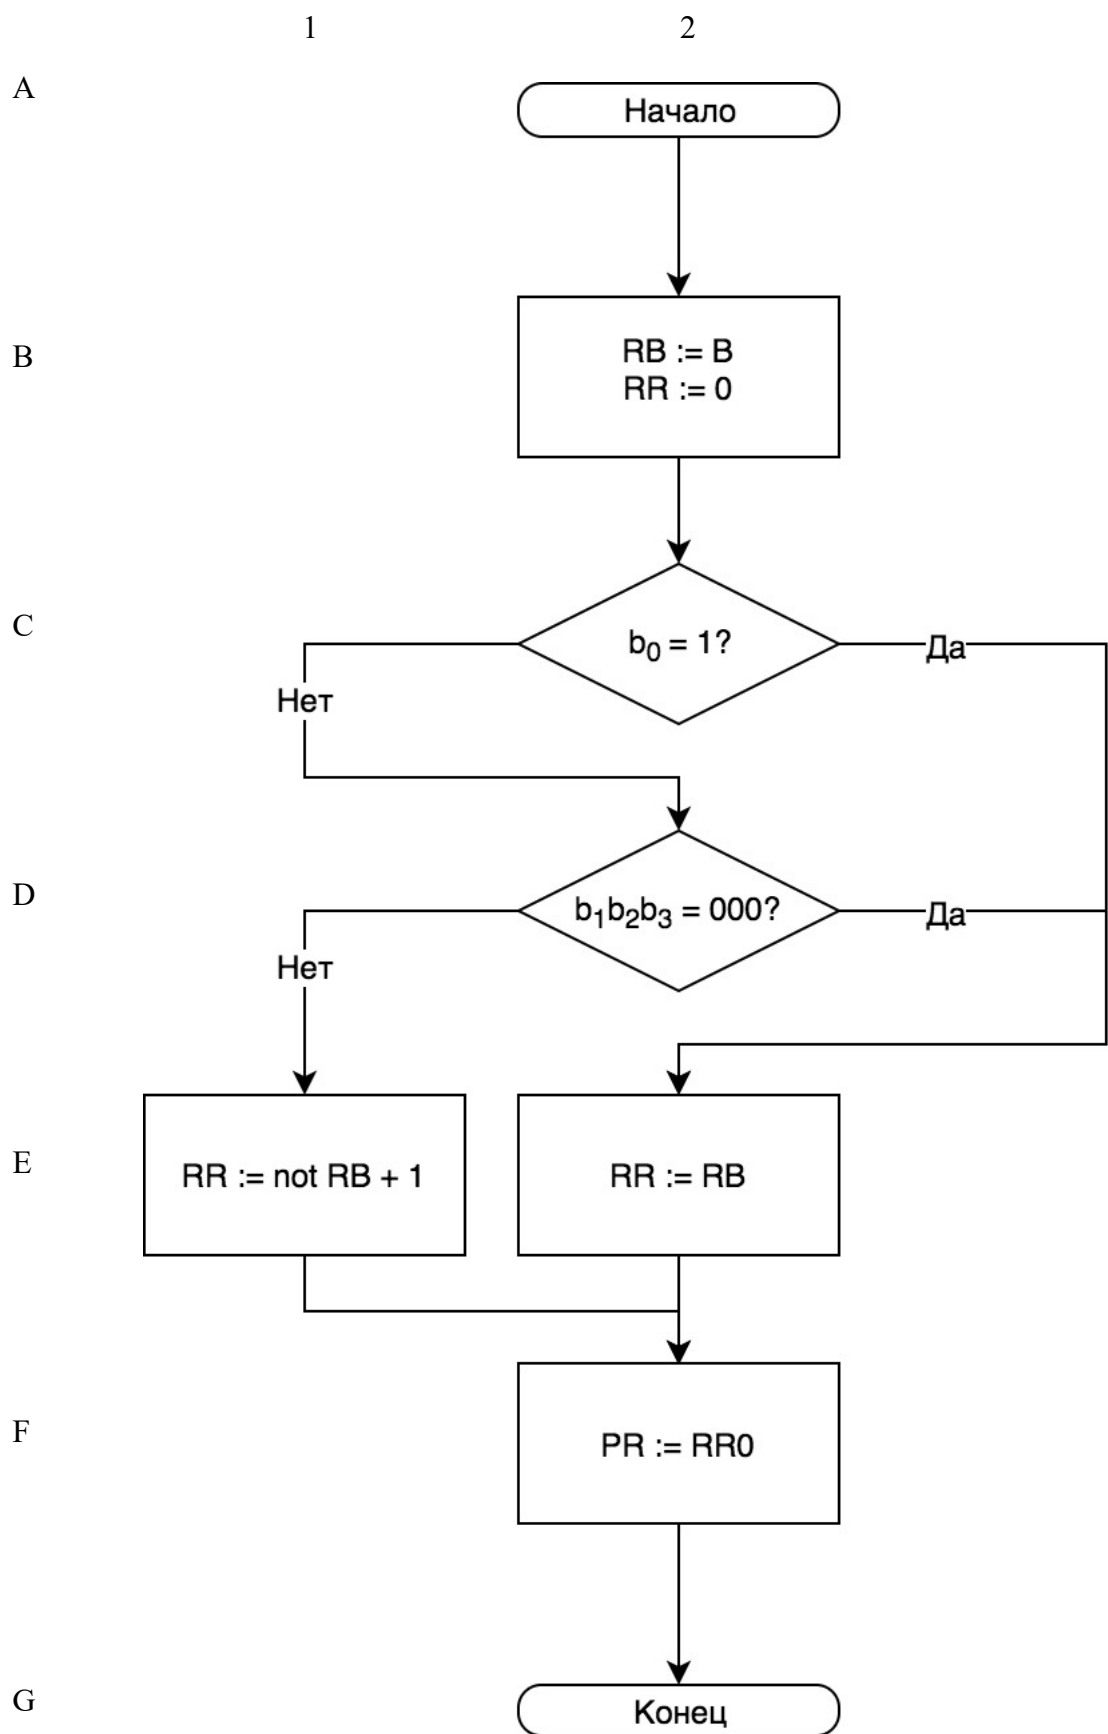 1
2
A
Начало
B
RB := B
RR := 0
C
b₀ = 1?
Да
Нет
D
b₁b₂b₃ = 000?
Да
Нет
E
RR := not RB + 1
RR := RB
F
PR := RR0
G
Конец